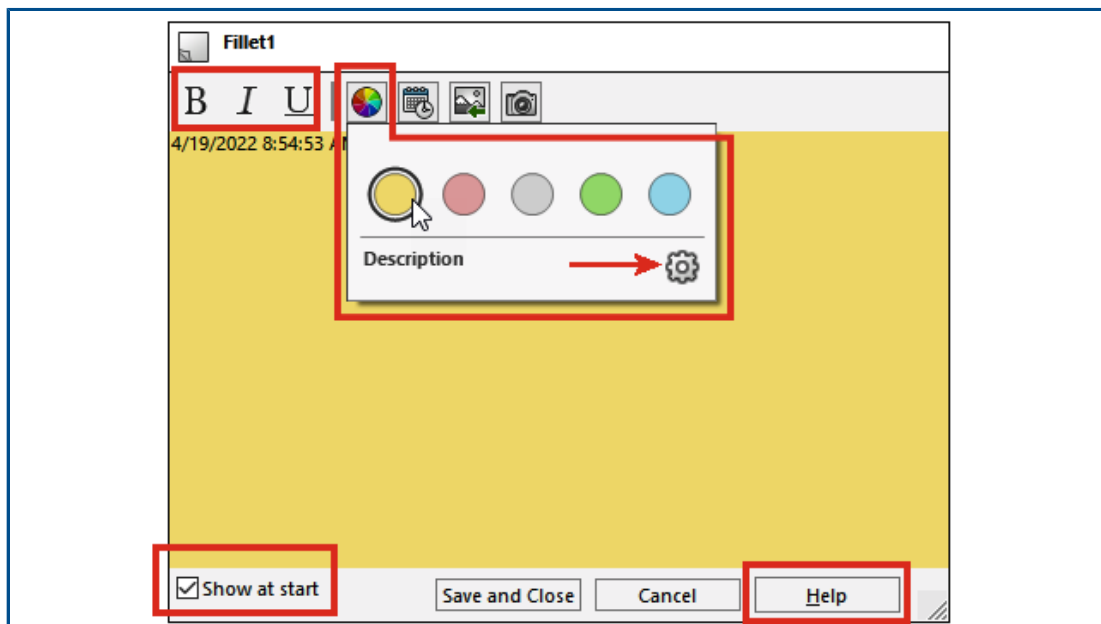 Fillet1
B I U
4/19/2022 8:54:53
Description
Show at start
Save and Close
Cancel
Help